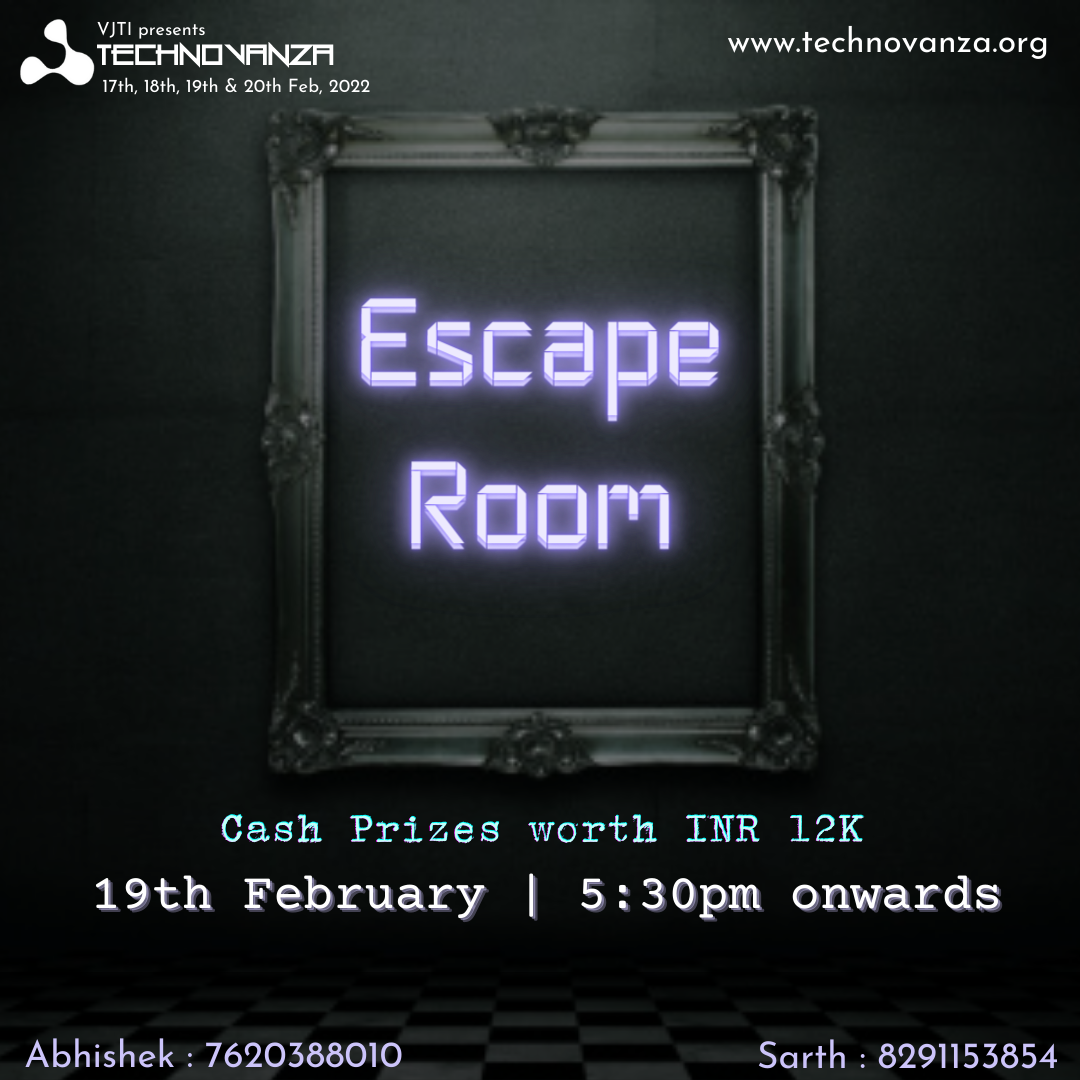 VJTI presents
TECHNOVANZA
17th, 18th, 19th & 20th Feb, 2022
www.technovanza.org
Escape
Room
Cash Prizes worth INR 12K
19th February | 5:30pm onwards
Abhishek : 7620388010
Sarth : 8291153854